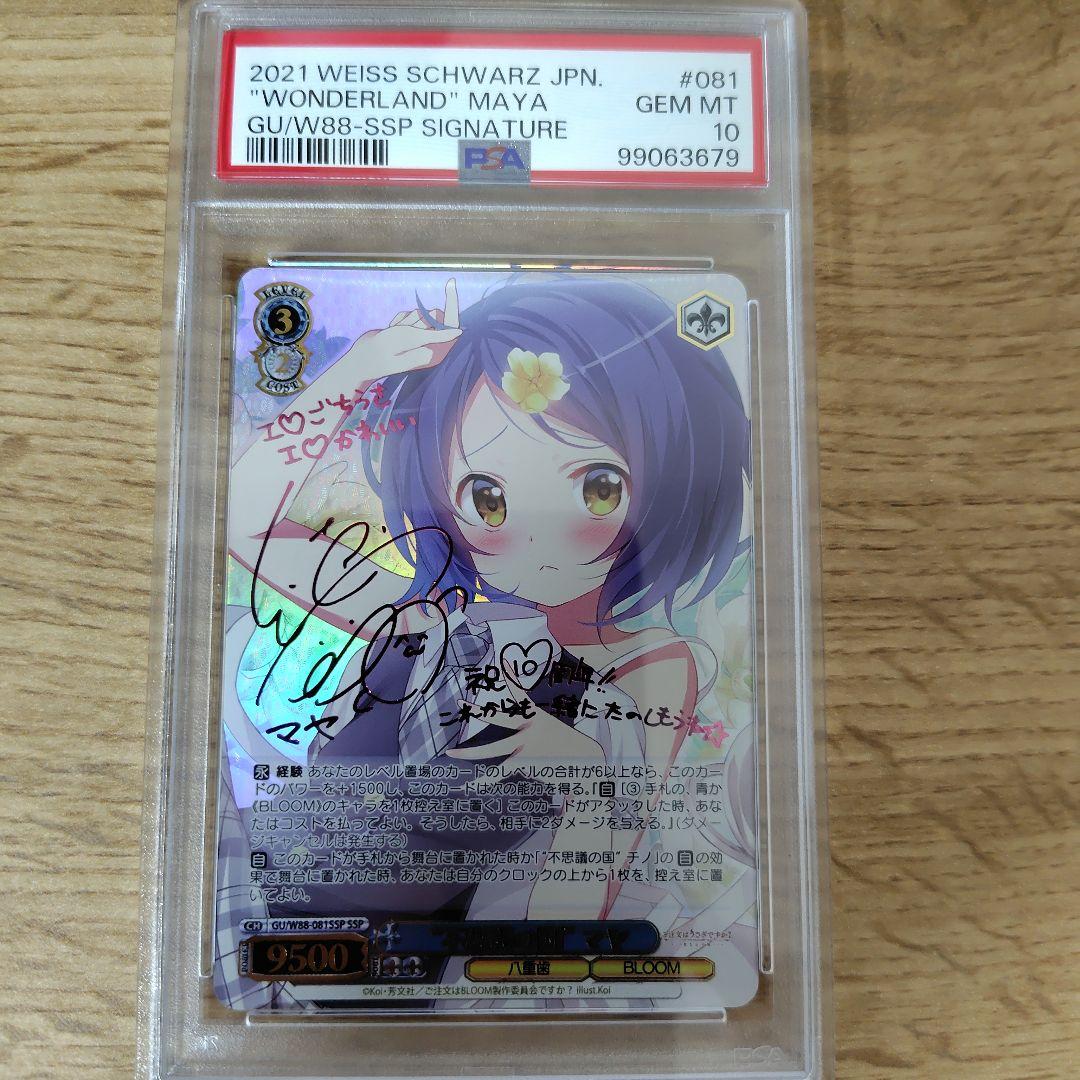 2021 WEISS SCHWARZ JPN. #081
"WONDERLAND" MAYA GEM MT
GU/W88-SSP SIGNATURE 10
PSA 99063679
LEVEL
3
2
COST
I♡ごちうさ
I♡かわいい
マヤ
祝10周年!!
これからも一緒にたのしもうね☆
永 経験 あなたのレベル置場のカードのレベルの合計が6以上なら、このカー
ドのパワーを+1500し、このカードは次の能力を得る。『自 [③ 手札の、青か
《BLOOM》のキャラを1枚控え室に置く] このカードがアタックした時、あな
たはコストを払ってよい。そうしたら、相手に2ダメージを与える。』(ダメー
ジキャンセルは発生する)
自 このカードが手札から舞台に置かれた時か「"不思議の国" チノ」の 自 の効
果で舞台に置かれた時、あなたは自分のクロックの上から1枚を、控え室に置
いてよい。
CH GU/W88-081SSP SSP
"不思議の国" マヤ
POWER 9500
八重歯 BLOOM
©Koi・芳文社/ご注文はBLOOM製作委員会ですか? illust.Koi
PSA